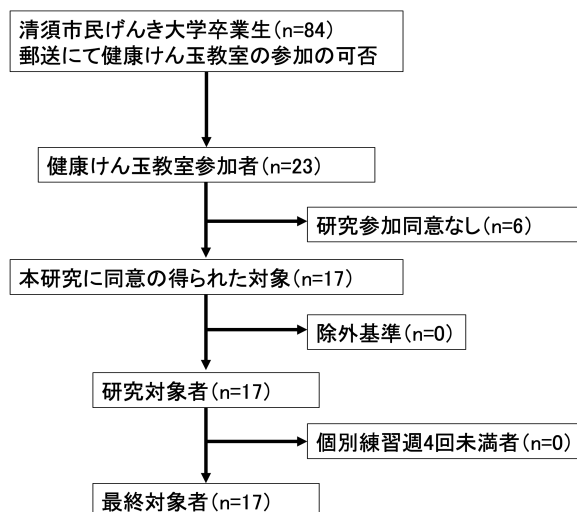 清須市民げんき大学卒業生(n=84)
郵送にて健康けん玉教室の参加の可否
健康けん玉教室参加者(n=23)
研究参加同意なし(n=6)
本研究に同意の得られた対象(n=17)
除外基準(n=0)
研究対象者(n=17)
個別練習週4回未満者(n=0)
最終対象者(n=17)